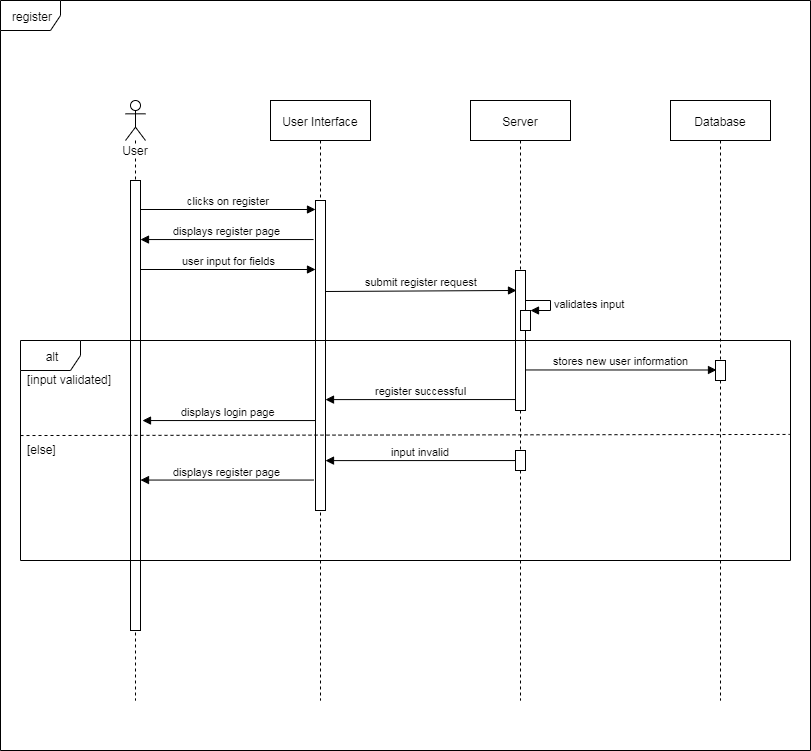 register
User
User Interface
Server
Database
clicks on register
displays register page
user input for fields
submit register request
validates input
alt
[input validated]
stores new user information
register successful
displays login page
[else]
input invalid
displays register page